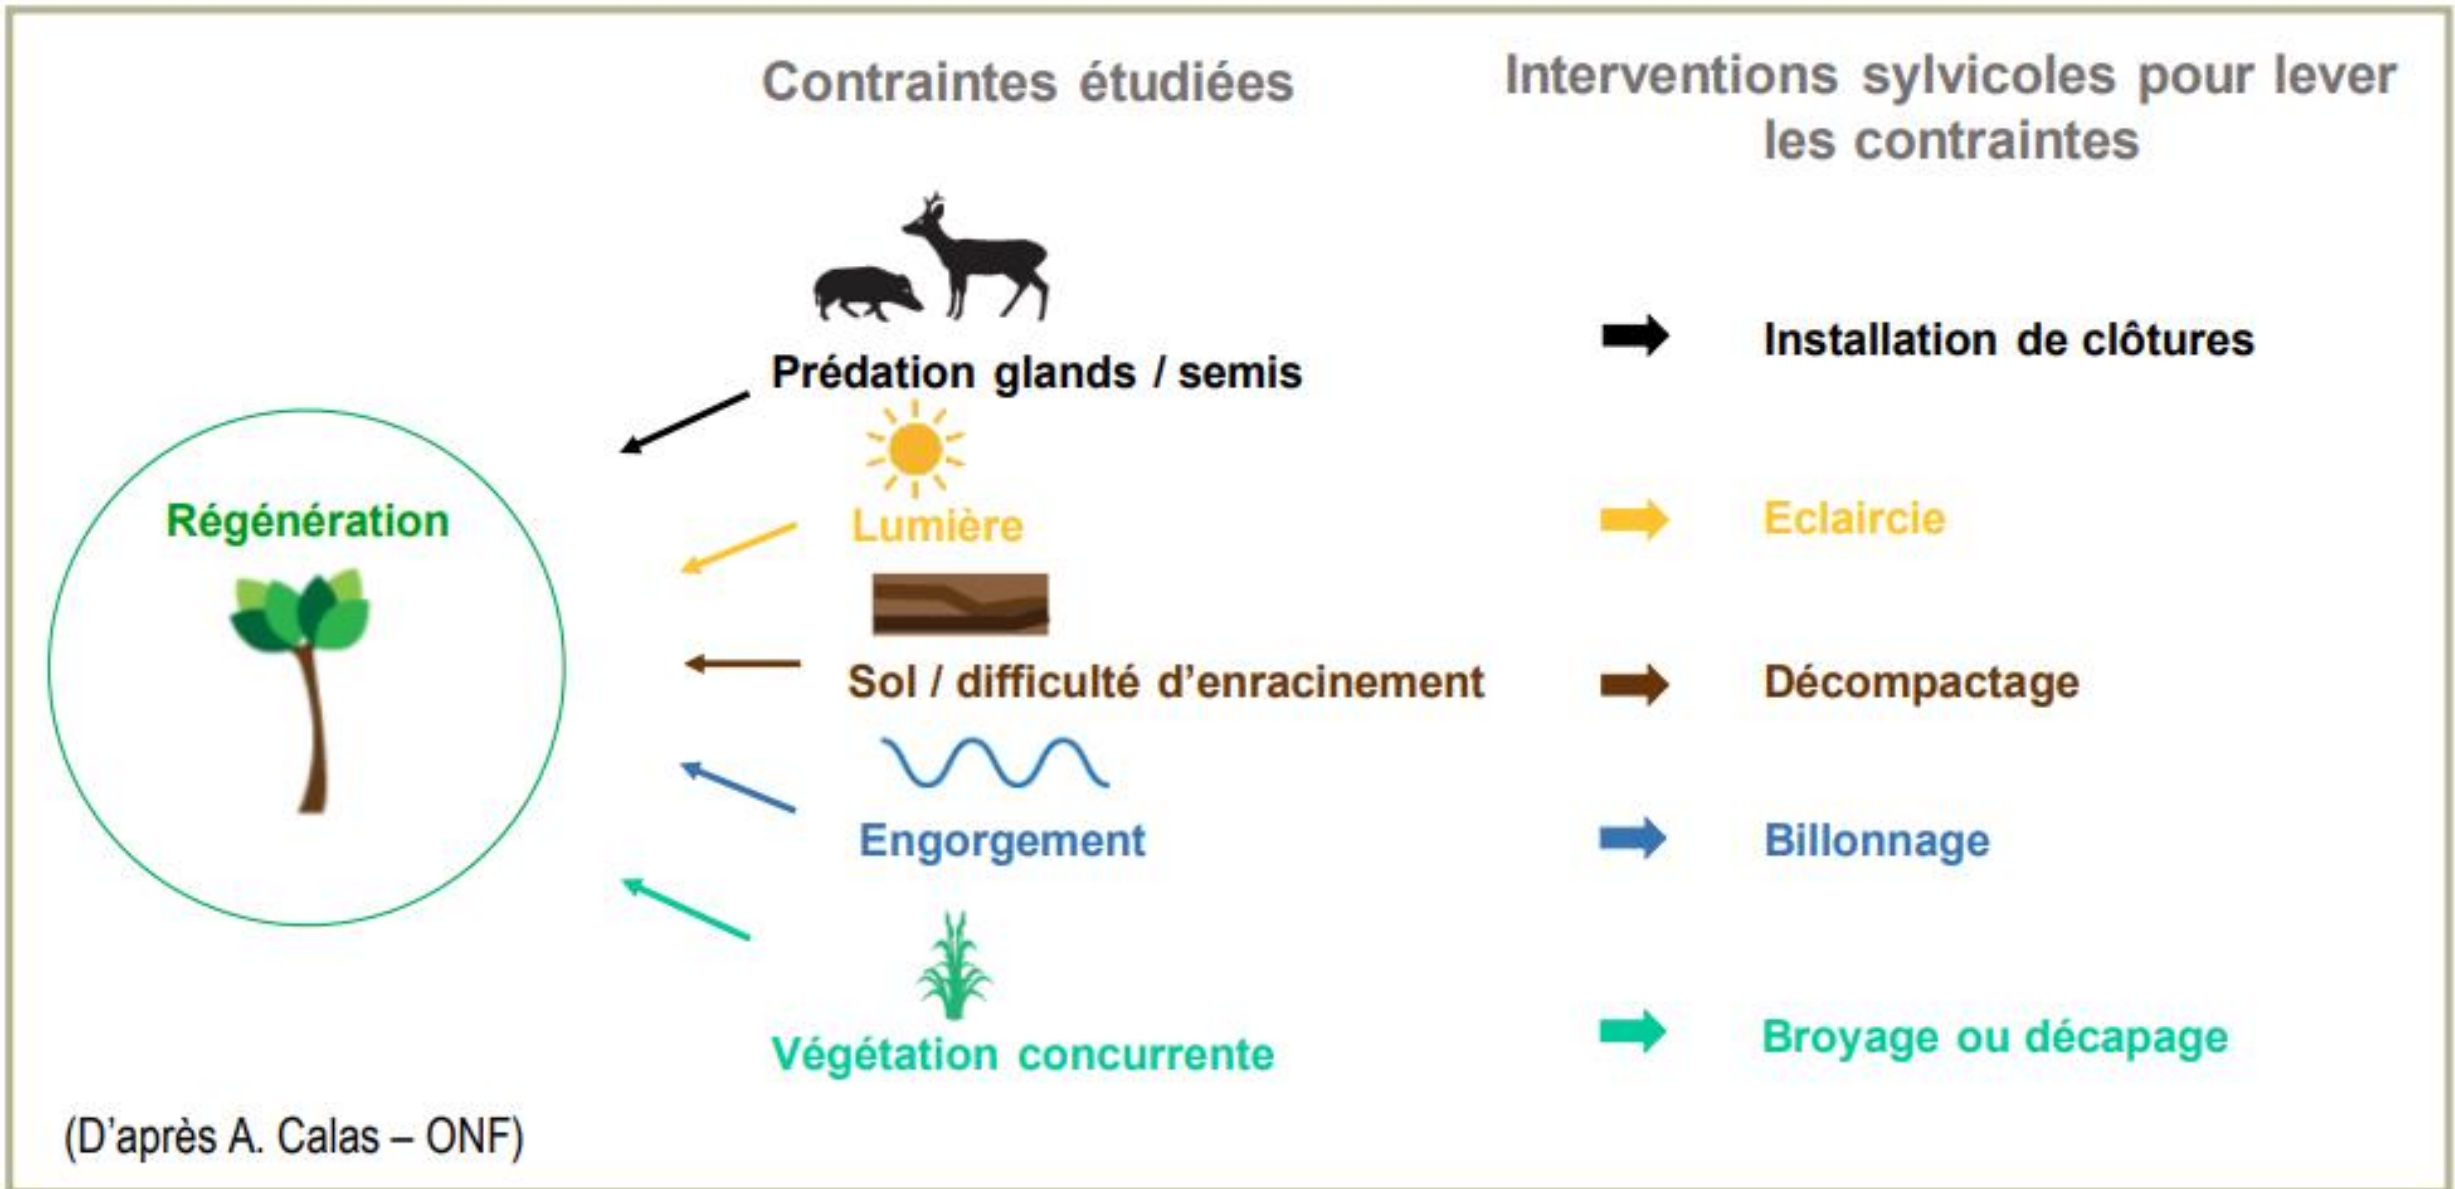 Contraintes étudiées
Interventions sylvicoles pour lever
les contraintes
Prédation glands / semis
Installation de clôtures
Régénération
Lumière
Eclaircie
Sol / difficulté d'enracinement
Décompactage
Engorgement
Billonnage
Végétation concurrente
Broyage ou décapage
(D'après A. Calas – ONF)